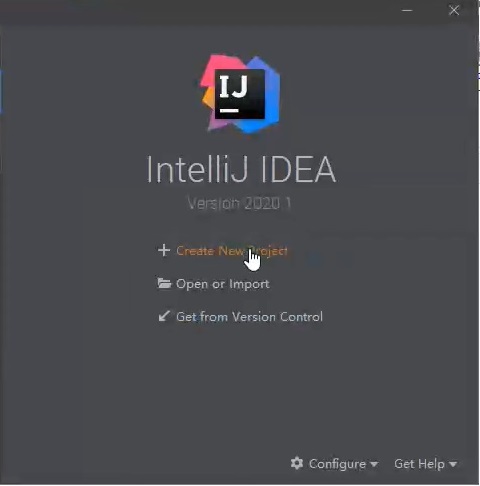 IJ
IntelliJ IDEA
Version 2020.1
Create New Project
Open or Import
Get from Version Control
Configure Get Help